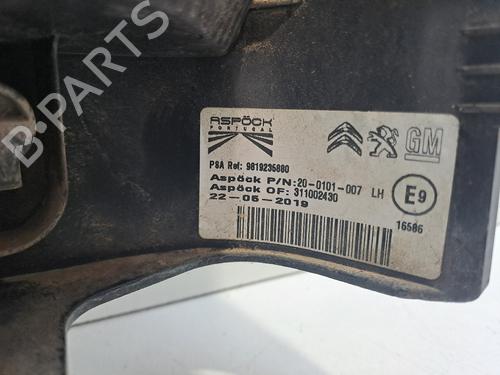 ASPÖCK
PORTUGAL
GM
PSA Ref: 9819235880
Aspöck P/N: 20-0101-007 LH
Aspöck OF: 311002430
22-05-2019
E9
16586
B-PARTS